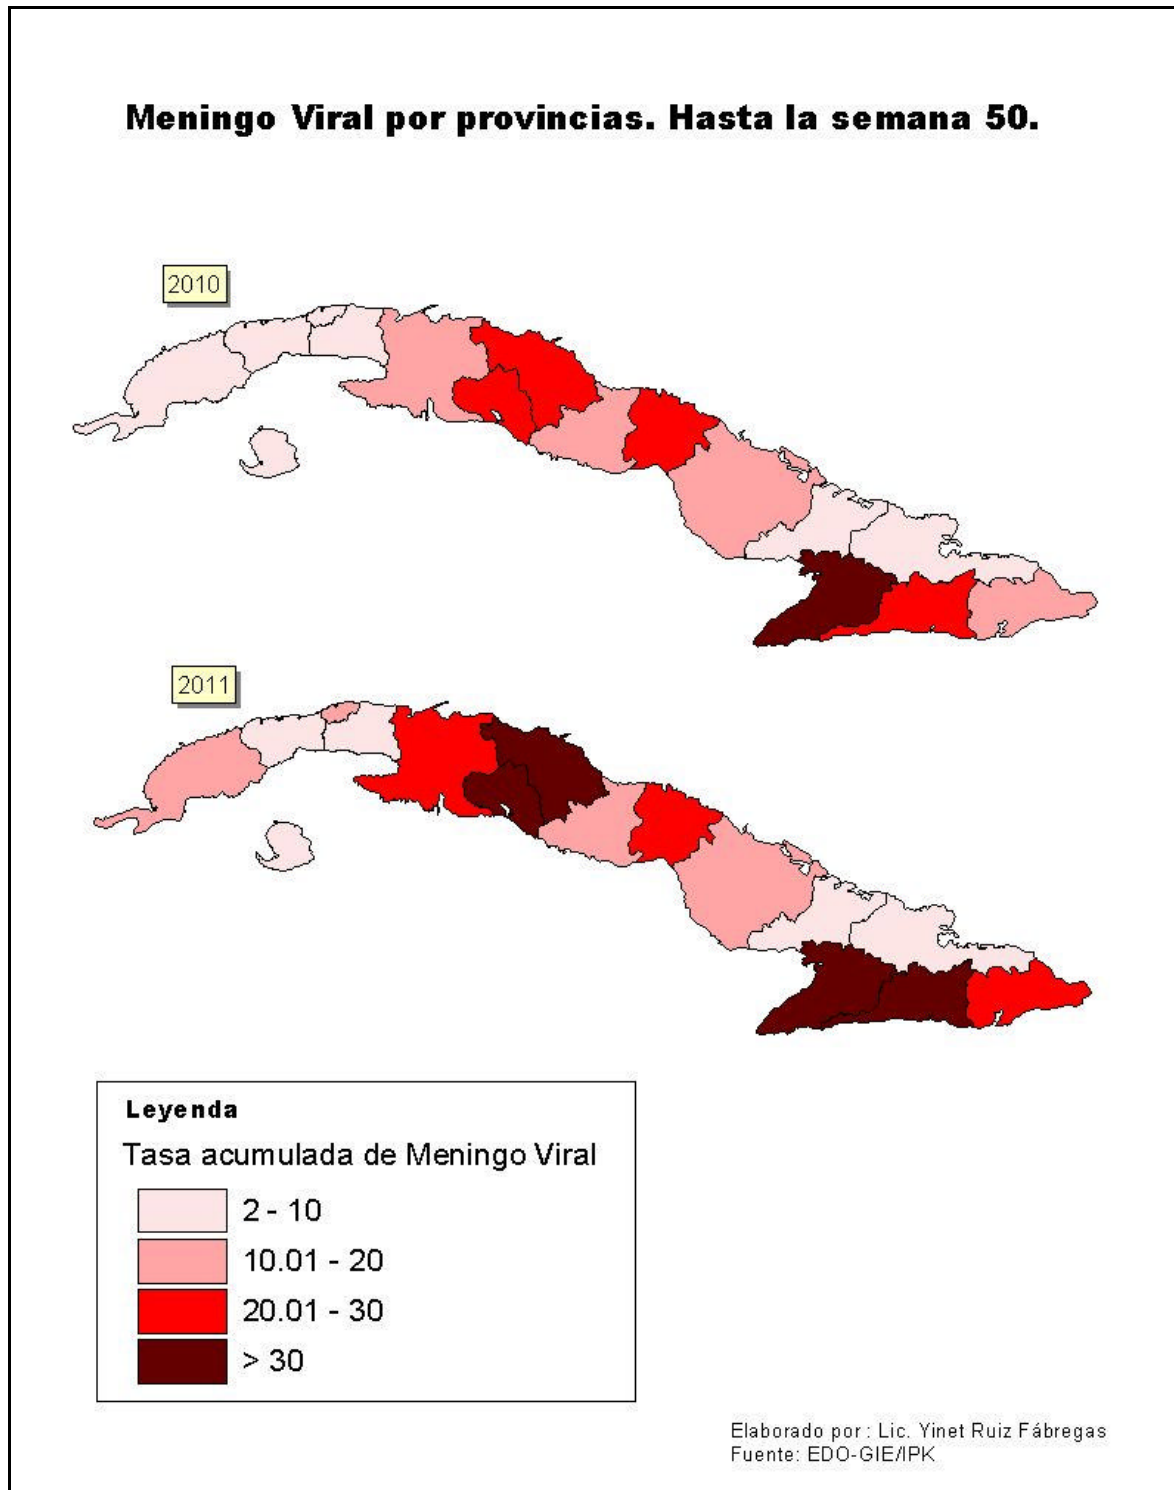 Meningo Viral por provincias. Hasta la semana 50.
2010
2011
Leyenda
Tasa acumulada de Meningo Viral
2 - 10
10.01 - 20
20.01 - 30
> 30
Elaborado por : Lic. Yinet Ruiz Fábregas
Fuente: EDO-GIE/IPK